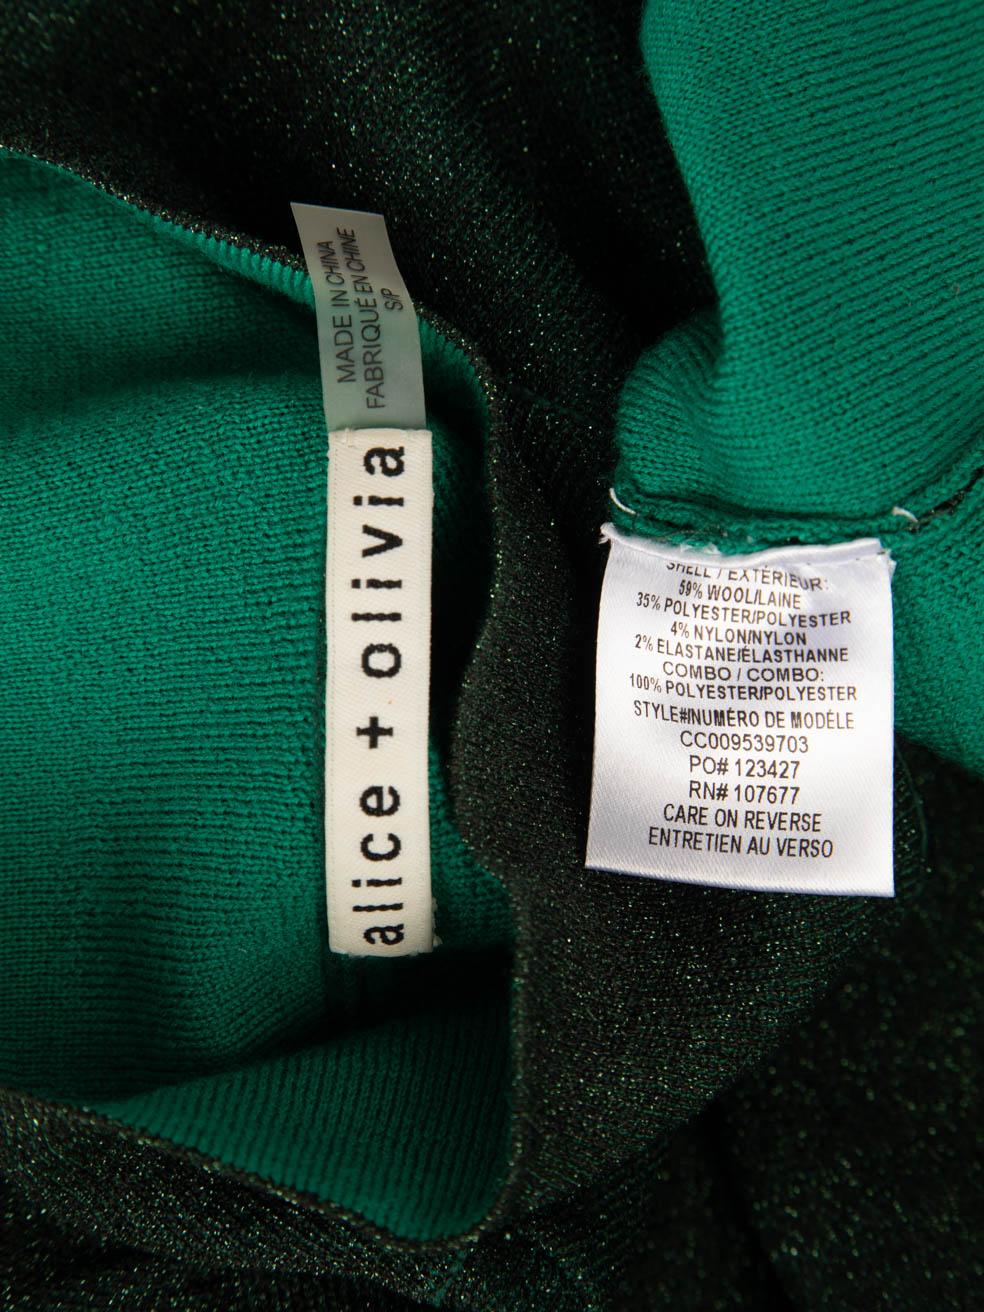 MADE IN CHINA
FABRIQUÉ EN CHINE
S/P
alice + olivia
SHELL / EXTÉRIEUR:
59% WOOL/LAINE
35% POLYESTER/POLYESTER
4% NYLON/NYLON
2% ELASTANE/ÉLASTHANNE
COMBO / COMBO:
100% POLYESTER/POLYESTER
STYLE#/NUMÉRO DE MODÉLE
CC009539703
PO# 123427
RN# 107677
CARE ON REVERSE
ENTRETIEN AU VERSO